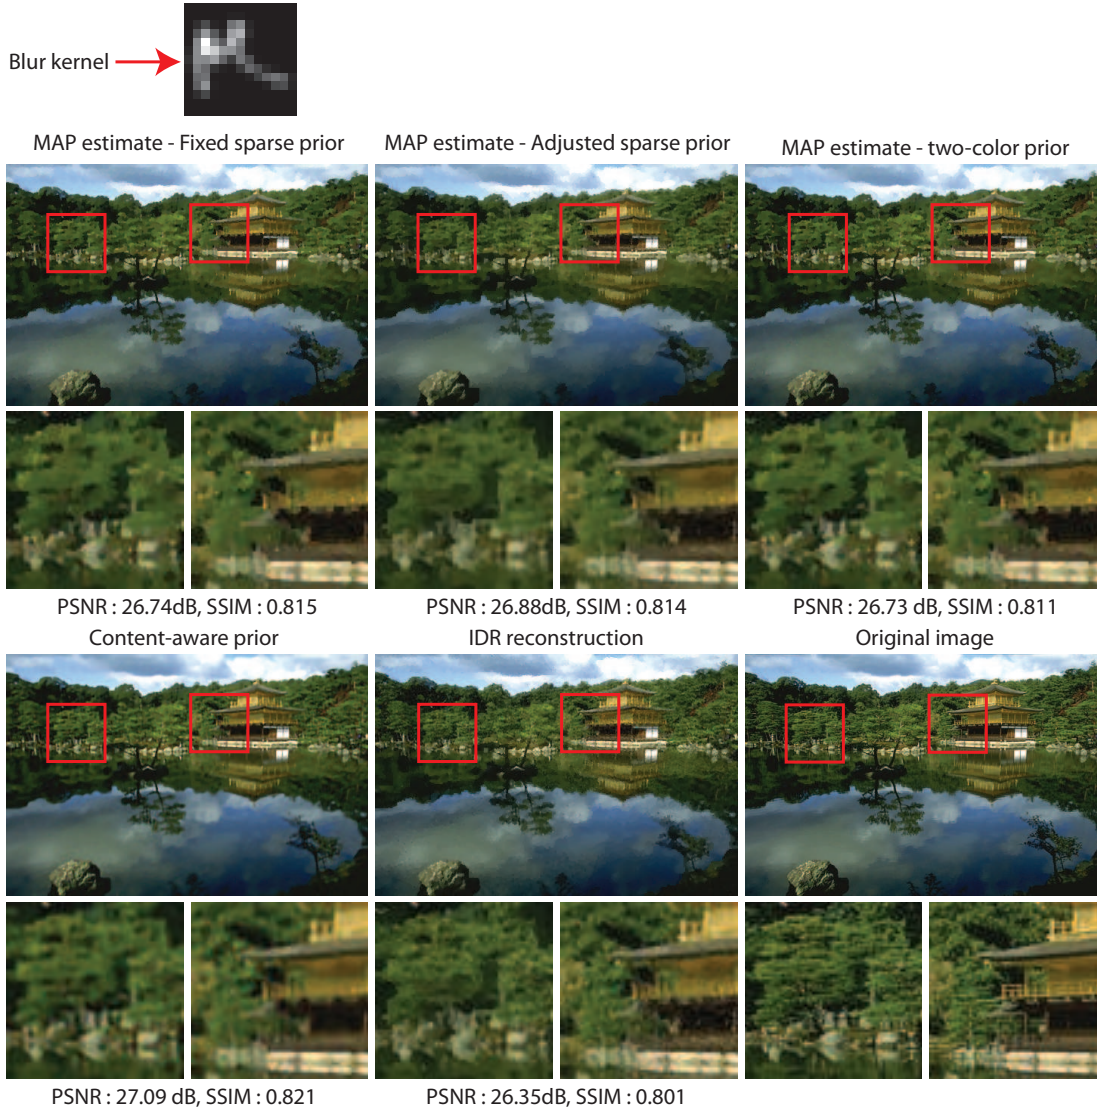 Blur kernel
MAP estimate - Fixed sparse prior
MAP estimate - Adjusted sparse prior
MAP estimate - two-color prior
PSNR : 26.74dB, SSIM : 0.815
PSNR : 26.88dB, SSIM : 0.814
PSNR : 26.73 dB, SSIM : 0.811
Content-aware prior
IDR reconstruction
Original image
PSNR : 27.09 dB, SSIM : 0.821
PSNR : 26.35dB, SSIM : 0.801